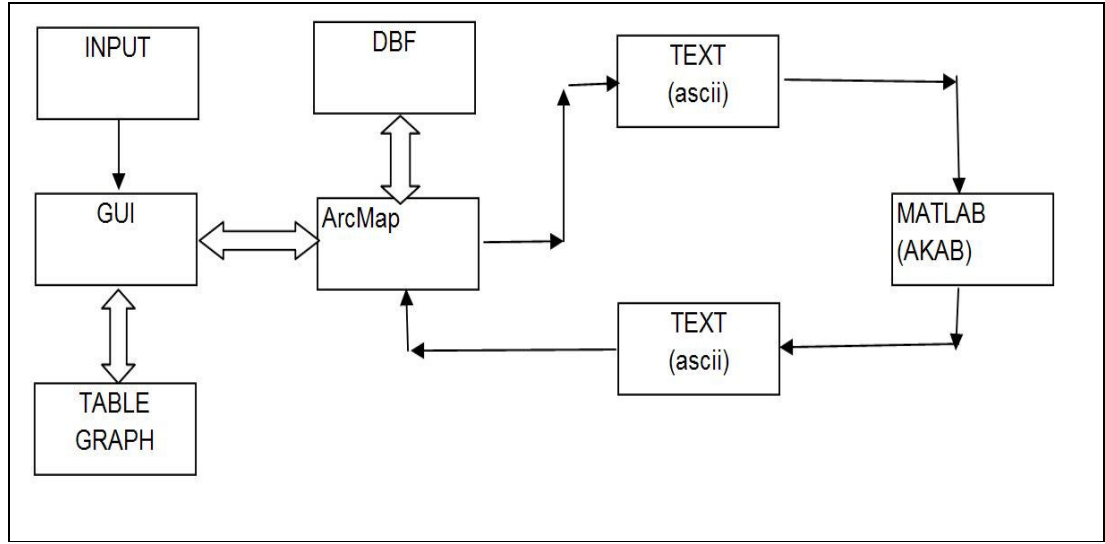 INPUT
DBF
TEXT
(ascii)
GUI
ArcMap
MATLAB
(AKAB)
TEXT
(ascii)
TABLE
GRAPH